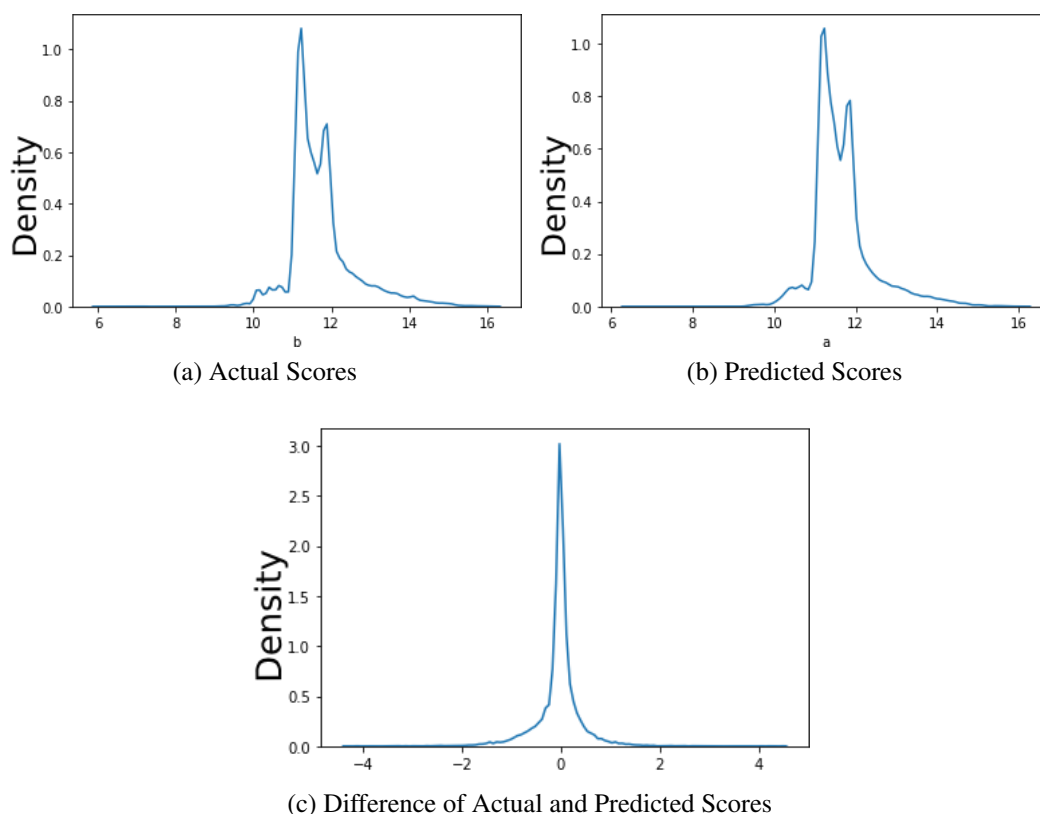 1.0
0.8
0.6
0.4
0.2
0.0
Density
6 8 10 12 14 16
b
(a) Actual Scores
1.0
0.8
0.6
0.4
0.2
0.0
Density
6 8 10 12 14 16
a
(b) Predicted Scores
3.0
2.5
2.0
1.5
1.0
0.5
0.0
Density
−4 −2 0 2 4
(c) Difference of Actual and Predicted Scores